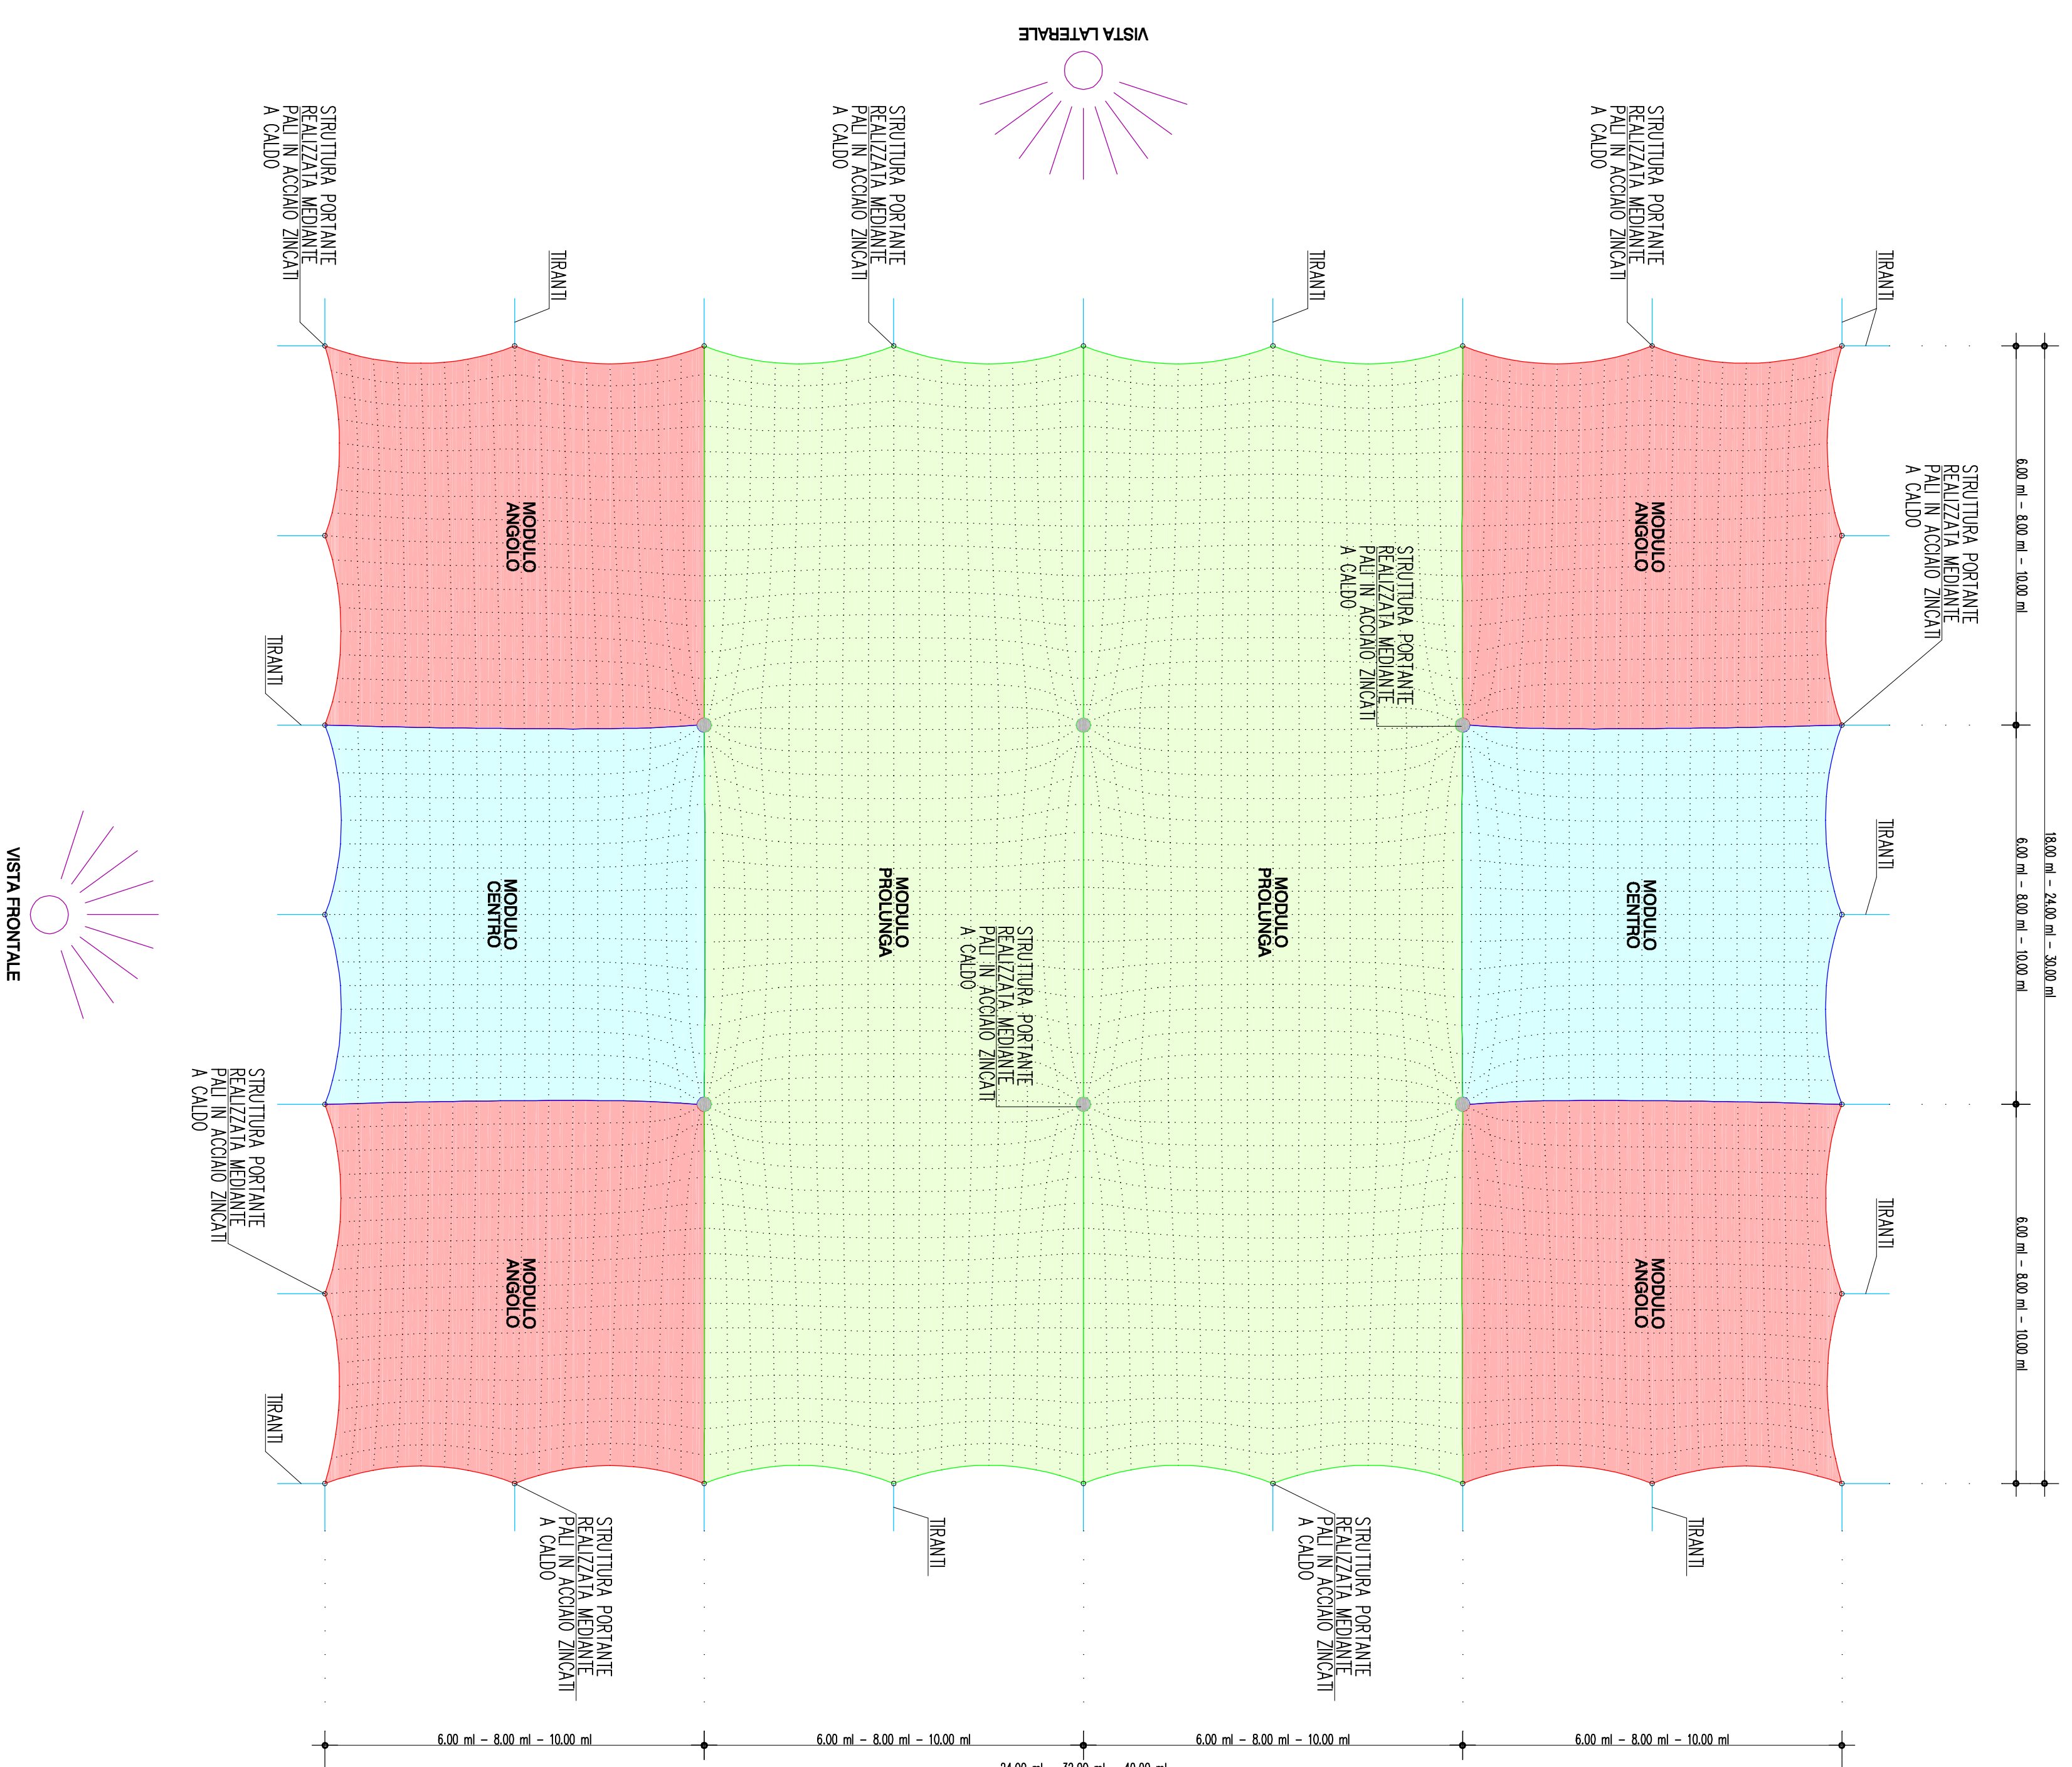 VISTA LATERALE
STRUTTURA PORTANTE
REALIZZATA MEDIANTE
PALI IN ACCIAIO ZINCATI
A CALDO
STRUTTURA PORTANTE
REALIZZATA MEDIANTE
PALI IN ACCIAIO ZINCATI
A CALDO
STRUTTURA PORTANTE
REALIZZATA MEDIANTE
PALI IN ACCIAIO ZINCATI
A CALDO
TIRANTI
TIRANTI
TIRANTI
STRUTTURA PORTANTE
REALIZZATA MEDIANTE
PALI IN ACCIAIO ZINCATI
A CALDO
6.00 ml - 8.00 ml - 10.00 ml
MODULO
ANGOLO
MODULO
ANGOLO
STRUTTURA PORTANTE
REALIZZATA MEDIANTE
PALI IN ACCIAIO ZINCATI
A CALDO
TIRANTI
TIRANTI
18.00 ml - 24.00 ml - 30.00 ml
6.00 ml - 8.00 ml - 10.00 ml
VISTA FRONTALE
MODULO
CENTRO
MODULO
PROLUNGA
MODULO
PROLUNGA
MODULO
CENTRO
STRUTTURA PORTANTE
REALIZZATA MEDIANTE
PALI IN ACCIAIO ZINCATI
A CALDO
STRUTTURA PORTANTE
REALIZZATA MEDIANTE
PALI IN ACCIAIO ZINCATI
A CALDO
TIRANTI
6.00 ml - 8.00 ml - 10.00 ml
MODULO
ANGOLO
MODULO
ANGOLO
TIRANTI
STRUTTURA PORTANTE
REALIZZATA MEDIANTE
PALI IN ACCIAIO ZINCATI
A CALDO
TIRANTI
STRUTTURA PORTANTE
REALIZZATA MEDIANTE
PALI IN ACCIAIO ZINCATI
A CALDO
TIRANTI
6.00 ml - 8.00 ml - 10.00 ml
6.00 ml - 8.00 ml - 10.00 ml
6.00 ml - 8.00 ml - 10.00 ml
6.00 ml - 8.00 ml - 10.00 ml